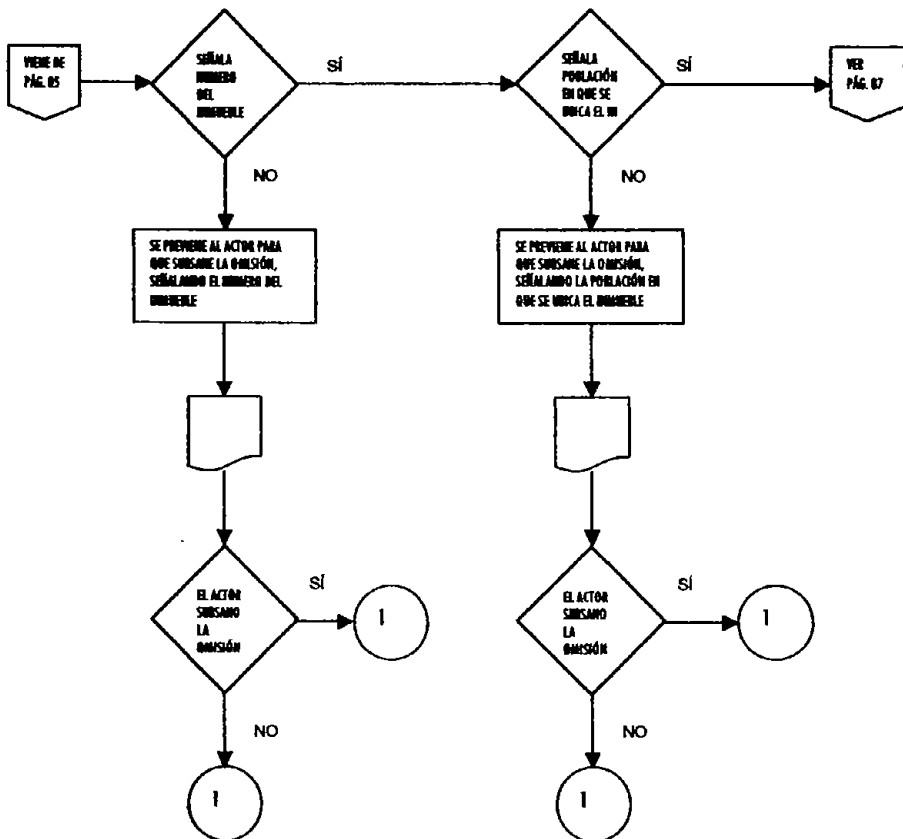 VIENE DE
PÁG. 05
SEÑALA
NUMERO
DEL
INMUEBLE
SÍ
SEÑALA
POBLACIÓN
EN QUE SE
UBICA EL IN
SÍ
VER
PÁG. 07
NO
NO
SE PREVIENE AL ACTOR PARA
QUE SUBSANE LA OMISIÓN,
SEÑALANDO EL NUMERO DEL
INMUEBLE
SE PREVIENE AL ACTOR PARA
QUE SUBSANE LA OMISIÓN,
SEÑALANDO LA POBLACIÓN EN
QUE SE UBICA EL INMUEBLE
EL ACTOR
SUBSANO
LA
OMISIÓN
SÍ
1
EL ACTOR
SUBSANO
LA
OMISIÓN
SÍ
1
NO
NO
1
1